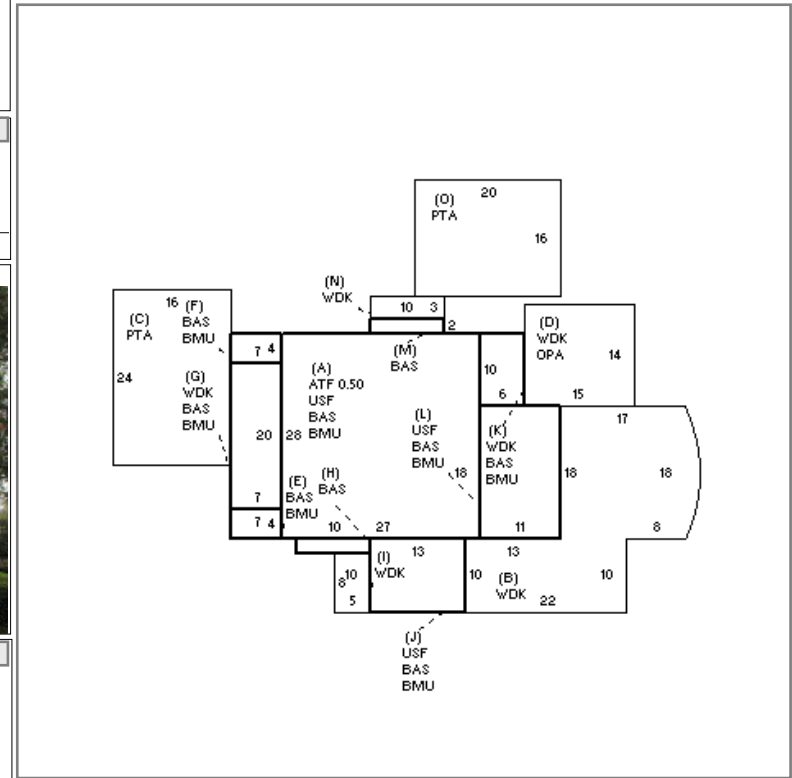 (O)
PTA
20
16
(N)
WDK
10 3
2
(C)
PTA
16
24
(F)
BAS
BMU
(G)
WDK
BAS
BMU
7 4
20
7
7 4
(A)
ATF 0.50
USF
BAS
BMU
28
(M)
BAS
(D)
WDK
OPA
14
15
10
6
(L)
USF
BAS
BMU
18
(K)
WDK
BAS
BMU
11
(E)
BAS
BMU
(H)
BAS
10
27
17
18
18
8
13
(I)
WDK
8
10
5
13
10
(B)
WDK
22
10
(J)
USF
BAS
BMU